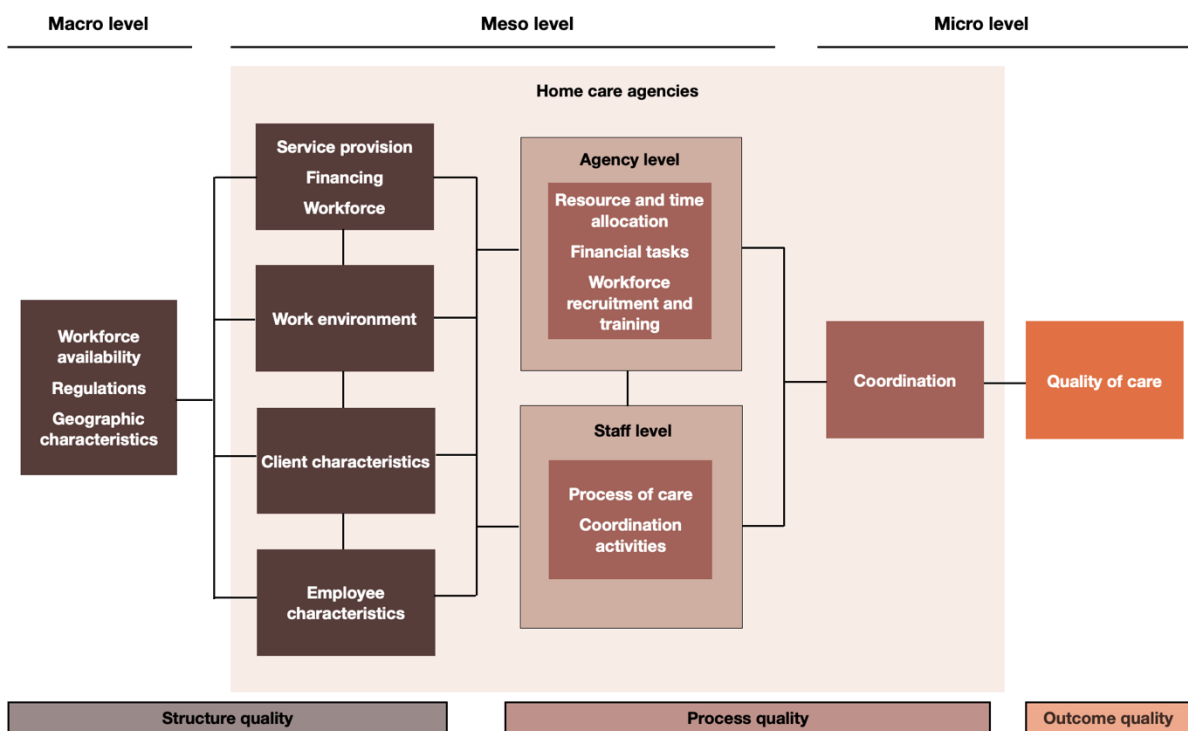 Macro level
Meso level
Micro level
Home care agencies
Service provision
Financing
Workforce
Work environment
Client characteristics
Employee
characteristics
Workforce
availability
Regulations
Geographic
characteristics
Agency level
Resource and time
allocation
Financial tasks
Workforce
recruitment and
training
Staff level
Process of care
Coordination
activities
Coordination
Quality of care
Structure quality
Process quality
Outcome quality